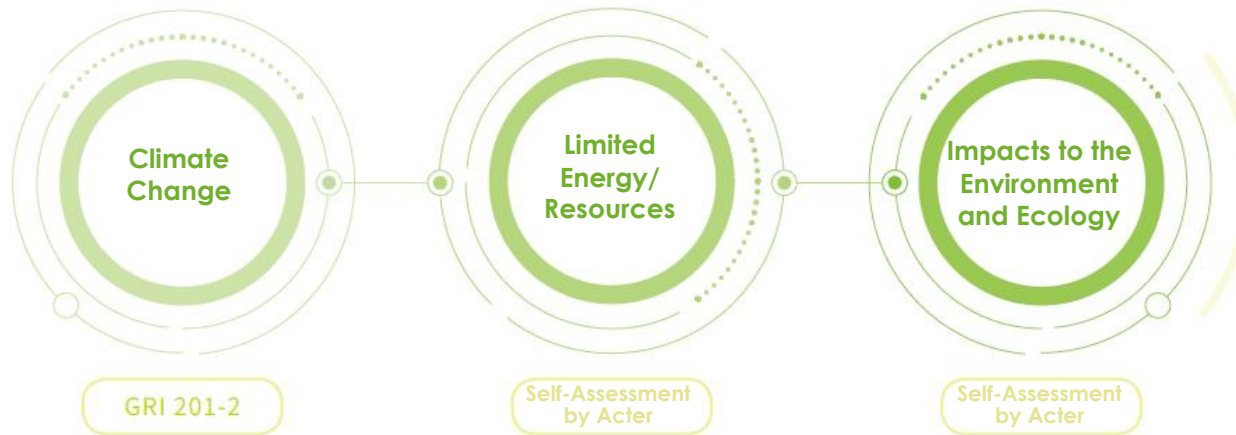 Climate
Change
Limited
Energy/
Resources
Impacts to the
Environment
and Ecology
GRI 201-2
Self-Assessment
by Acter
Self-Assessment
by Acter